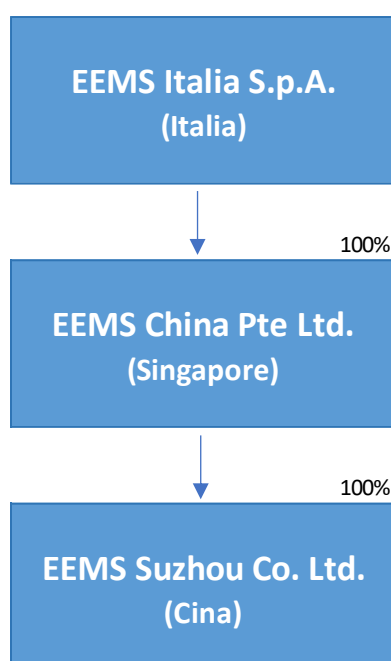 EEMS Italia S.p.A.
(Italia)
100%
EEMS China Pte Ltd.
(Singapore)
100%
EEMS Suzhou Co. Ltd.
(Cina)